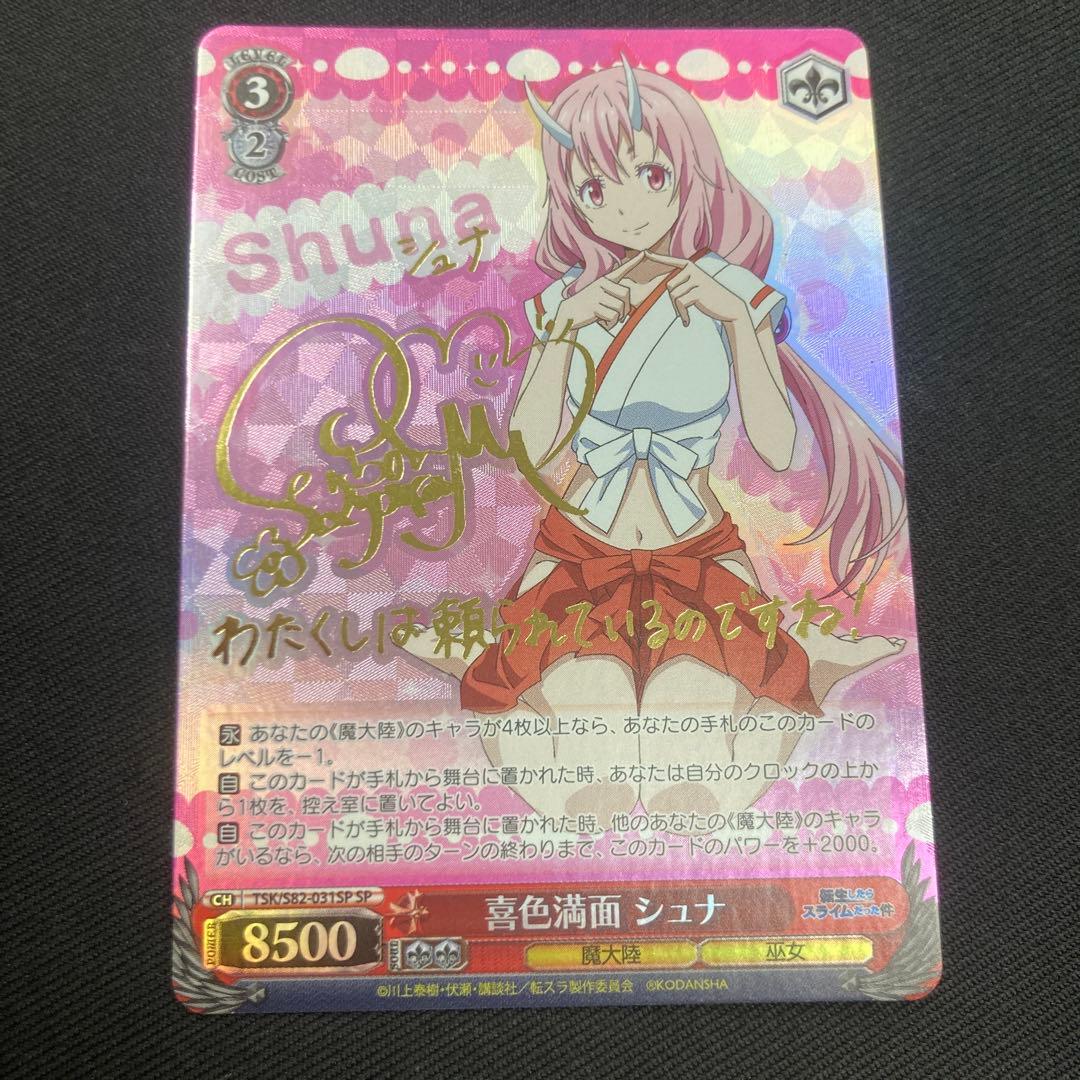 LEVEL
3
2
COST
Shuna
シュナ
わたくしは頼られているのですね!
永 あなたの《魔大陸》のキャラが4枚以上なら、あなたの手札のこのカードの
レベルを－1。
自 このカードが手札から舞台に置かれた時、あなたは自分のクロックの上か
ら1枚を、控え室に置いてよい。
自 このカードが手札から舞台に置かれた時、他のあなたの《魔大陸》のキャラ
がいるなら、次の相手のターンの終わりまで、このカードのパワーを＋2000。
CH TSK/S82-031SP SP
喜色満面 シュナ
転生したら
スライムだった件
POWER
8500
SOUL
魔大陸
巫女
©川上泰樹・伏瀬・講談社／転スラ製作委員会 ®KODANSHA